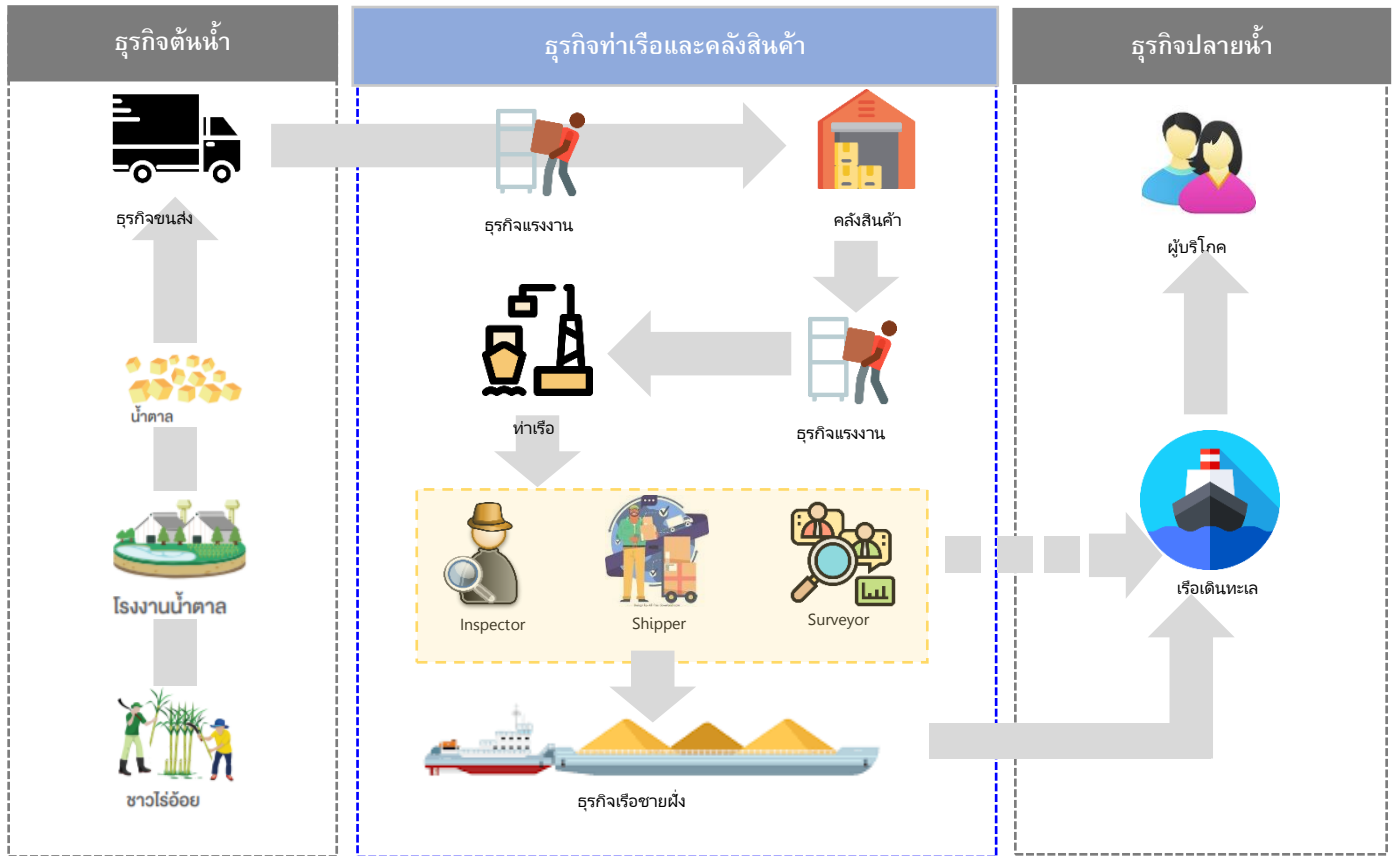 ธุรกิจต้นน้ำ
ธุรกิจท่าเรือและคลังสินค้า
ธุรกิจปลายน้ำ
ธุรกิจขนส่ง
น้ำตาล
โรงงานน้ำตาล
ชาวไร่อ้อย
ธุรกิจแรงงาน
คลังสินค้า
ท่าเรือ
ธุรกิจแรงงาน
Inspector
Shipper
Surveyor
ธุรกิจเรือชายฝั่ง
ผู้บริโภค
เรือเดินทะเล